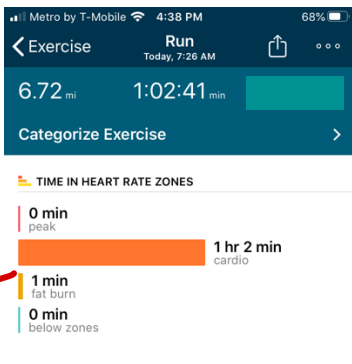 Metro by T-Mobile 4:38 PM 68%
Exercise Run
Today, 7:26 AM
6.72 mi 1:02:41 min
Categorize Exercise
TIME IN HEART RATE ZONES
0 min
peak
1 hr 2 min
cardio
1 min
fat burn
0 min
below zones